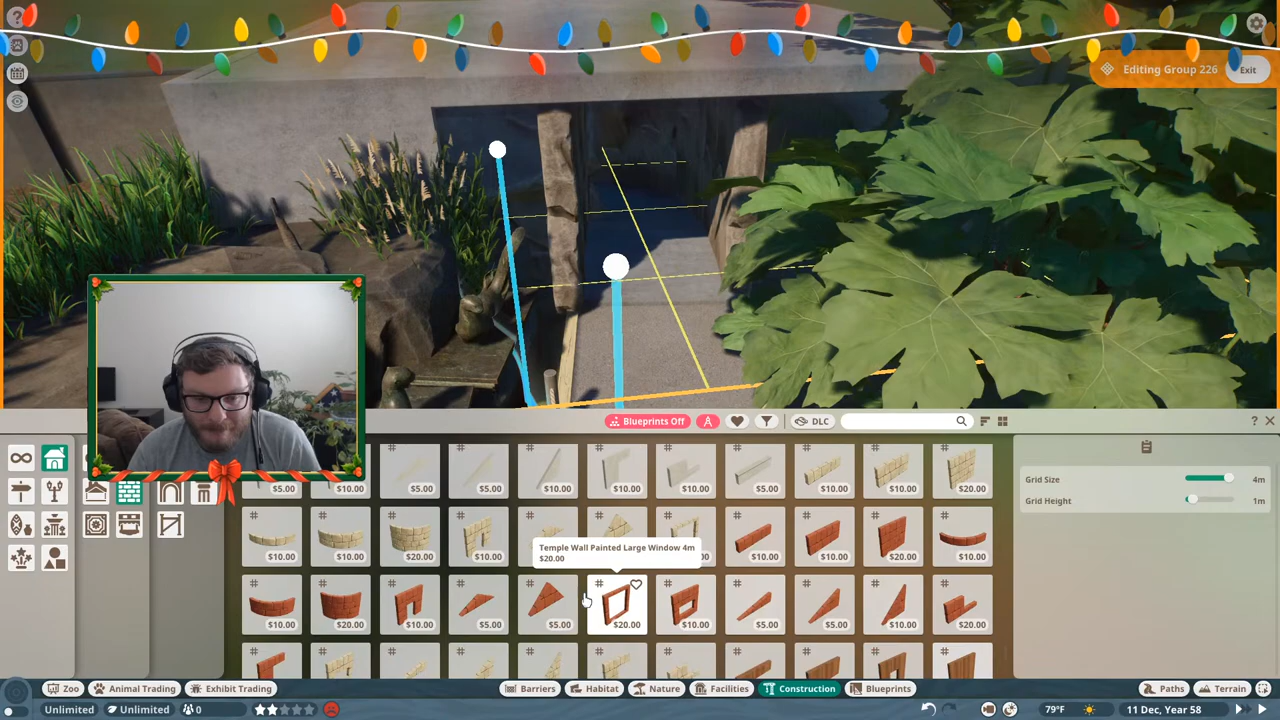 Editing Group 226
Exit
Blueprints Off
DLC
$5.00 $10.00 $5.00 $5.00 $10.00 $10.00 $10.00 $5.00 $10.00 $10.00 $20.00
Grid Size 4m
Grid Height 1m
$10.00 $10.00 $20.00 $10.00 $10.00 $10.00 $20.00 $10.00
Temple Wall Painted Large Window 4m
$20.00
$10.00 $20.00 $10.00 $5.00 $5.00 $20.00 $10.00 $5.00 $5.00 $10.00 $20.00
Zoo Animal Trading Exhibit Trading Barriers Habitat Nature Facilities Construction Blueprints Paths Terrain
Unlimited Unlimited 0 79°F 11 Dec, Year 58